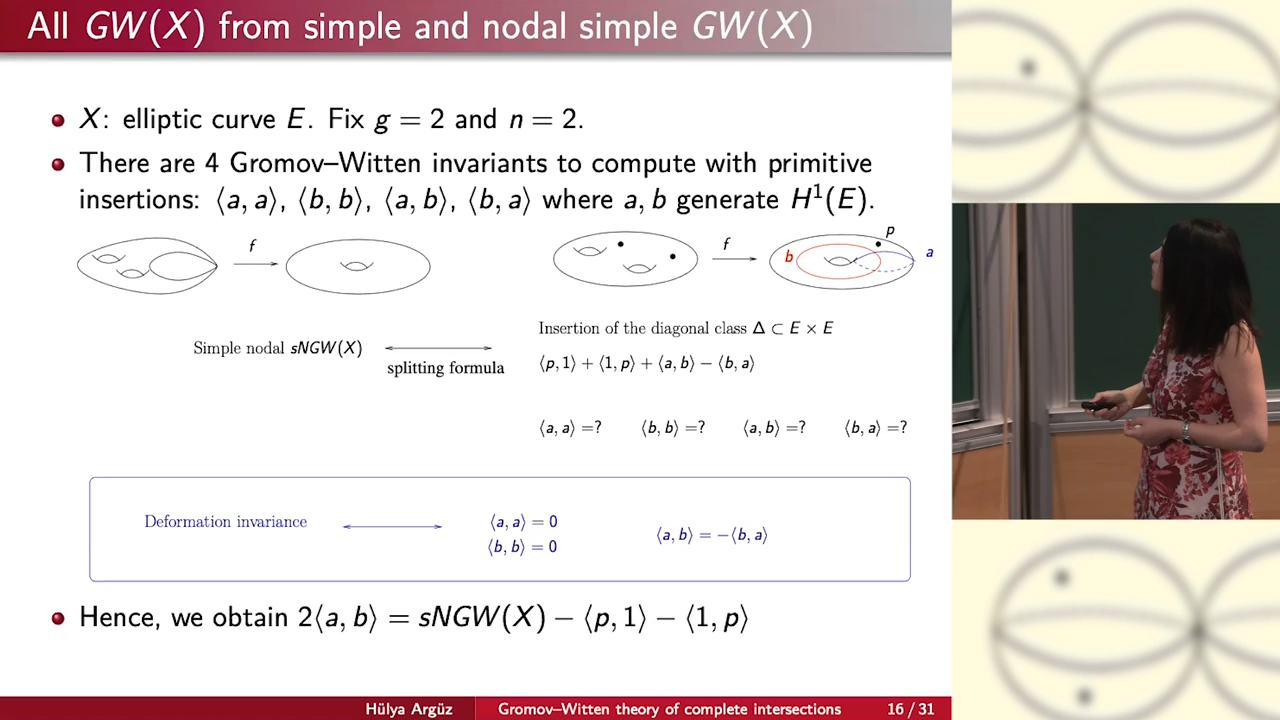 All GW(X) from simple and nodal simple GW(X)
X: elliptic curve E. Fix g = 2 and n = 2.
There are 4 Gromov–Witten invariants to compute with primitive
insertions: ⟨a, a⟩, ⟨b, b⟩, ⟨a, b⟩, ⟨b, a⟩ where a, b generate H¹(E).
f
f
p
b
a
Insertion of the diagonal class Δ ⊂ E × E
Simple nodal sNGW(X)
splitting formula
⟨p, 1⟩ + ⟨1, p⟩ + ⟨a, b⟩ − ⟨b, a⟩
⟨a, a⟩ =? ⟨b, b⟩ =? ⟨a, b⟩ =? ⟨b, a⟩ =?
Deformation invariance
⟨a, a⟩ = 0
⟨b, b⟩ = 0
⟨a, b⟩ = −⟨b, a⟩
Hence, we obtain 2⟨a, b⟩ = sNGW(X) − ⟨p, 1⟩ − ⟨1, p⟩
Hülya Argüz Gromov–Witten theory of complete intersections 16 / 31